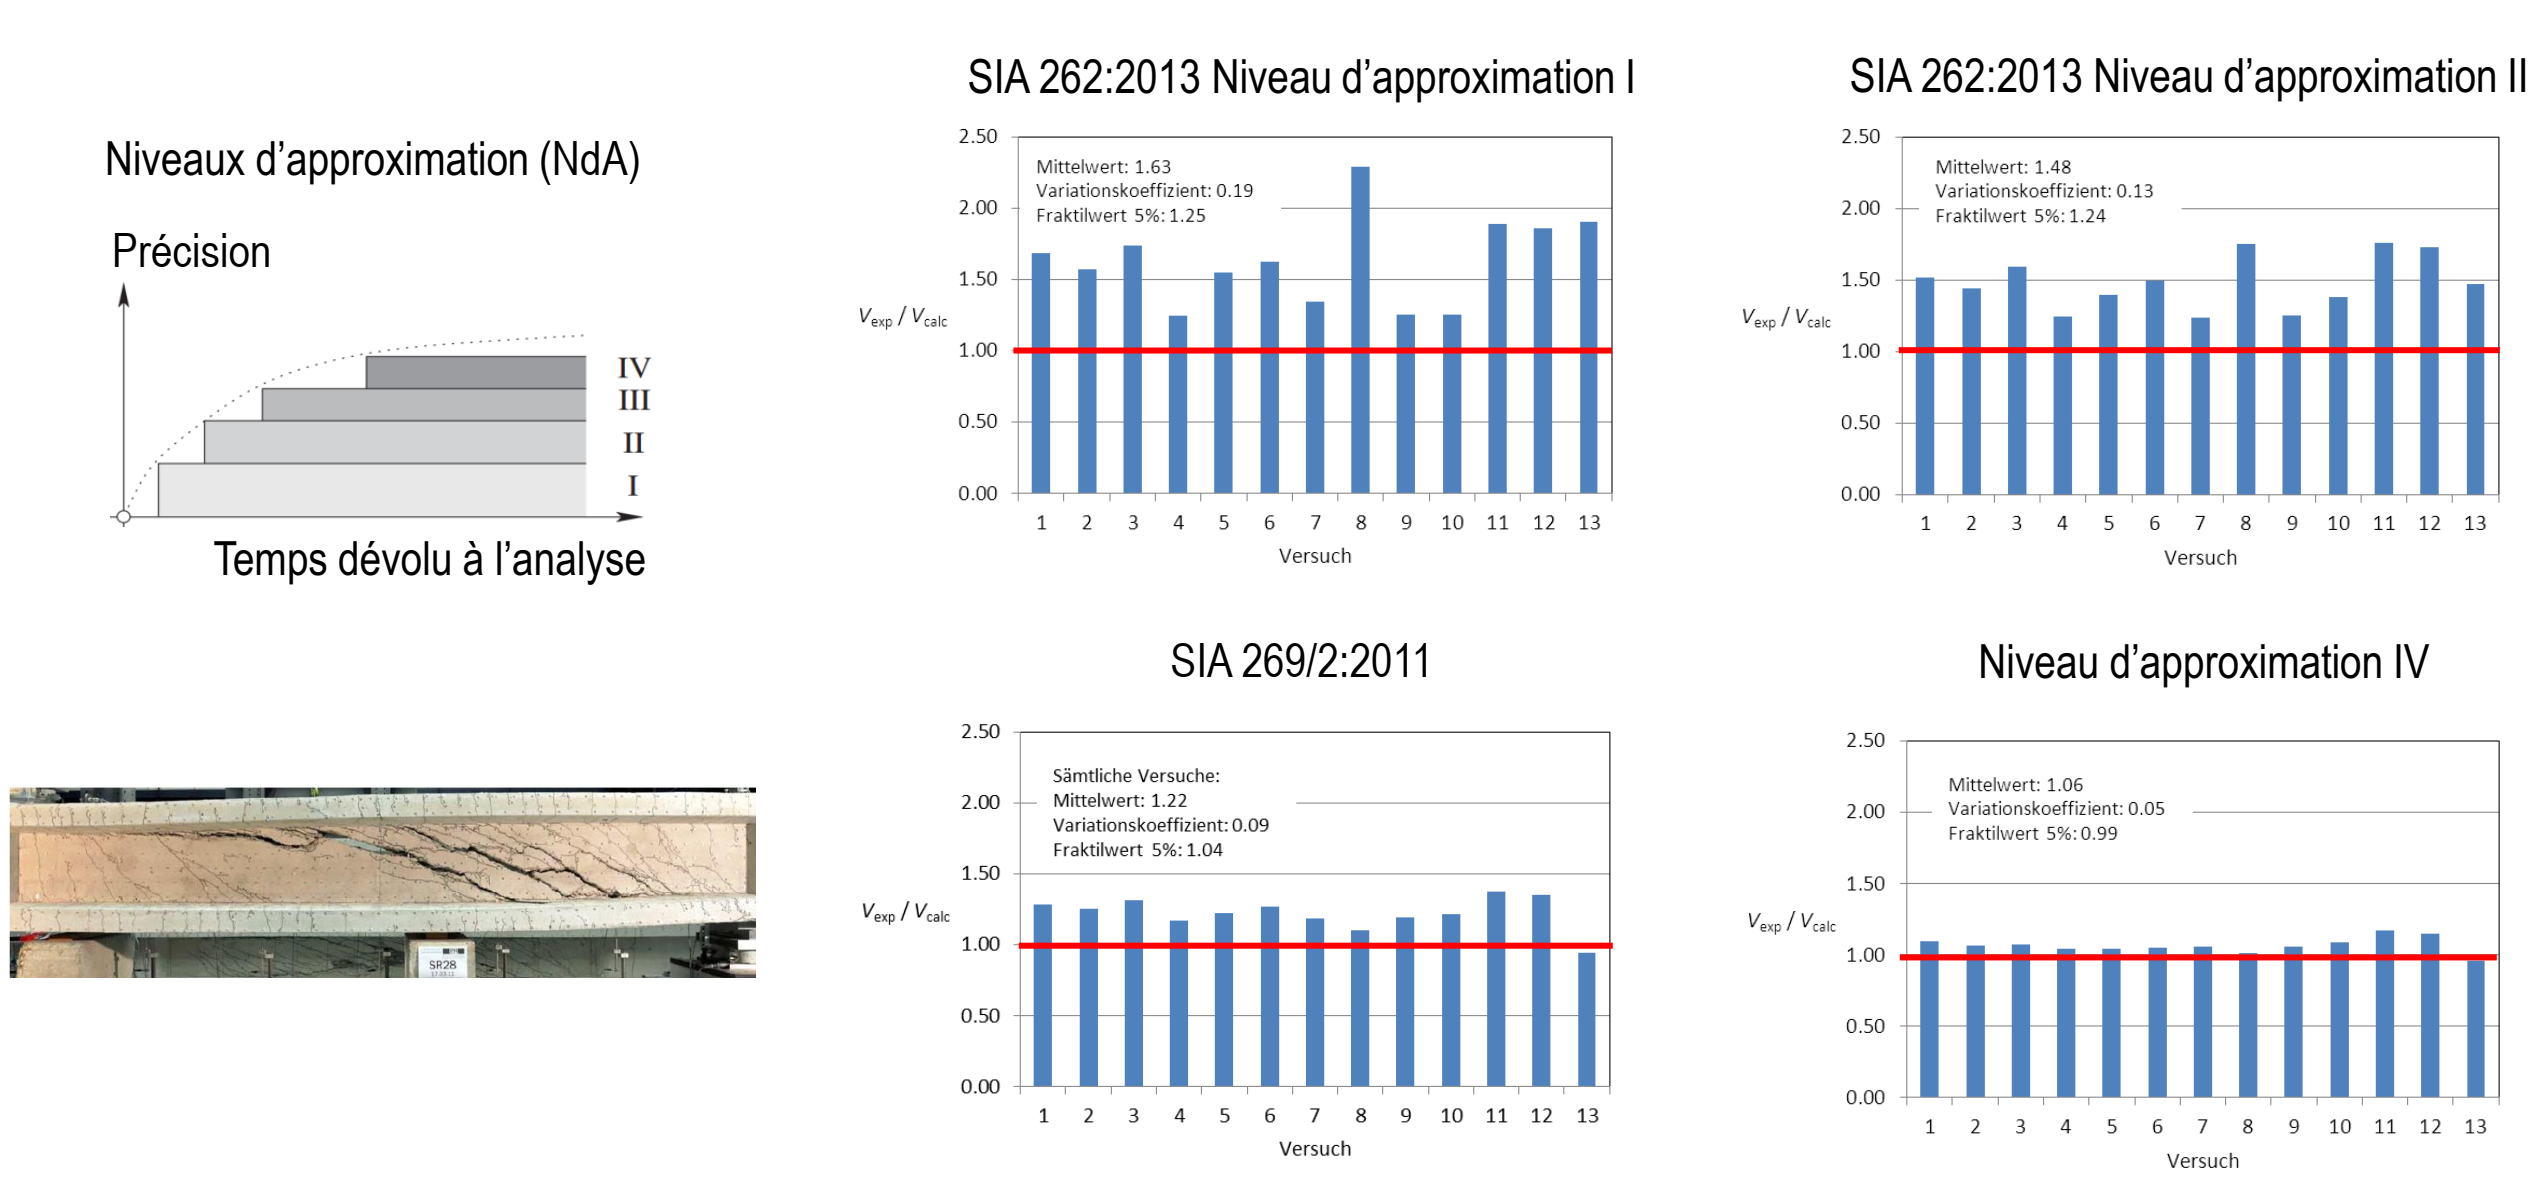 Niveaux d’approximation (NdA)
Précision
IV
III
II
I
Temps dévolu à l’analyse
SR28
SIA 262:2013 Niveau d’approximation I
2.50
2.00
1.50
1.00
0.50
0.00
Mittelwert: 1.63
Variationskoeffizient: 0.19
Fraktilwert 5%: 1.25
Vexp / Vcalc
1 2 3 4 5 6 7 8 9 10 11 12 13
Versuch
SIA 262:2013 Niveau d’approximation II
2.50
2.00
1.50
1.00
0.50
0.00
Mittelwert: 1.48
Variationskoeffizient: 0.13
Fraktilwert 5%: 1.24
Vexp / Vcalc
1 2 3 4 5 6 7 8 9 10 11 12 13
Versuch
SIA 269/2:2011
2.50
2.00
1.50
1.00
0.50
0.00
Sämtliche Versuche:
Mittelwert: 1.22
Variationskoeffizient: 0.09
Fraktilwert 5%: 1.04
Vexp / Vcalc
1 2 3 4 5 6 7 8 9 10 11 12 13
Versuch
Niveau d’approximation IV
2.50
2.00
1.50
1.00
0.50
0.00
Mittelwert: 1.06
Variationskoeffizient: 0.05
Fraktilwert 5%: 0.99
Vexp / Vcalc
1 2 3 4 5 6 7 8 9 10 11 12 13
Versuch